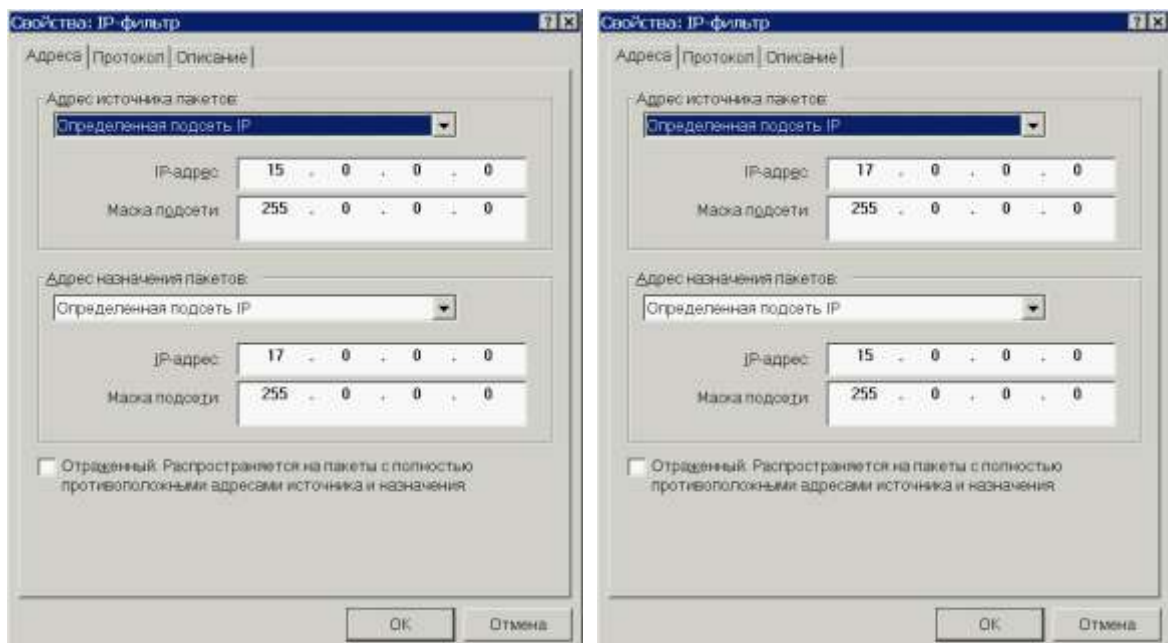 Свойства: IP-фильтр
Адреса Протокол Описание
Адрес источника пакетов:
Определенная подсеть IP
IP-адрес: 15 . 0 . 0 . 0
Маска подсети: 255 . 0 . 0 . 0
Адрес назначения пакетов:
Определенная подсеть IP
IP-адрес: 17 . 0 . 0 . 0
Маска подсети: 255 . 0 . 0 . 0
Отраженный. Распространяется на пакеты с полностью
противоположными адресами источника и назначения
OK Отмена
Свойства: IP-фильтр
Адреса Протокол Описание
Адрес источника пакетов:
Определенная подсеть IP
IP-адрес: 17 . 0 . 0 . 0
Маска подсети: 255 . 0 . 0 . 0
Адрес назначения пакетов:
Определенная подсеть IP
IP-адрес: 15 . 0 . 0 . 0
Маска подсети: 255 . 0 . 0 . 0
Отраженный. Распространяется на пакеты с полностью
противоположными адресами источника и назначения
OK Отмена